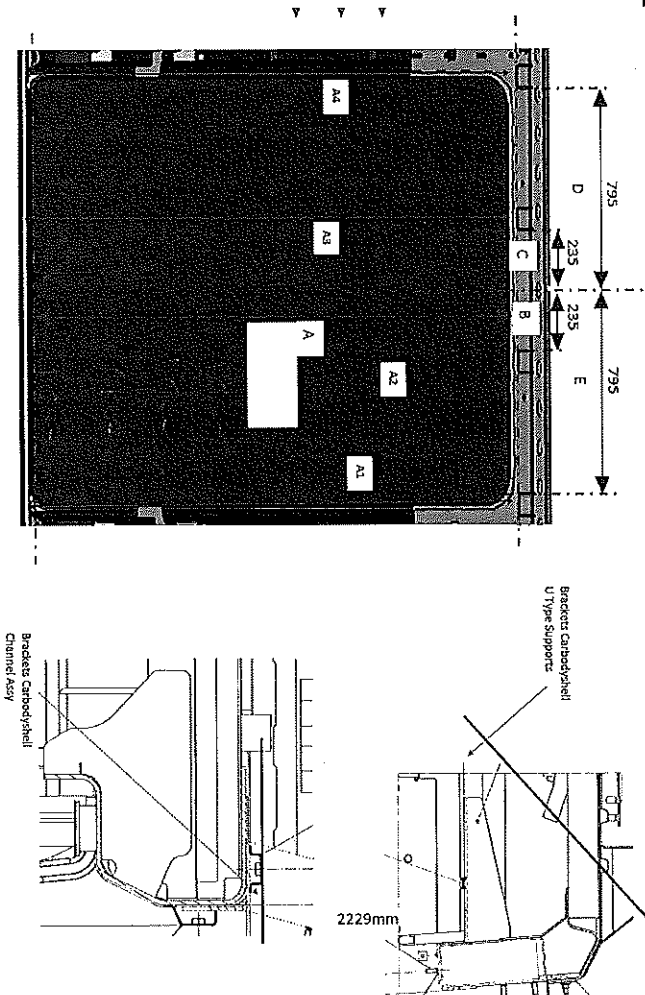 795
795
D
235
C
235
B
E
A4
A3
A
A2
A1
Brackets Carbodyshell
U Type Supports
2229mm
Brackets Carbodyshell
Channel Assy